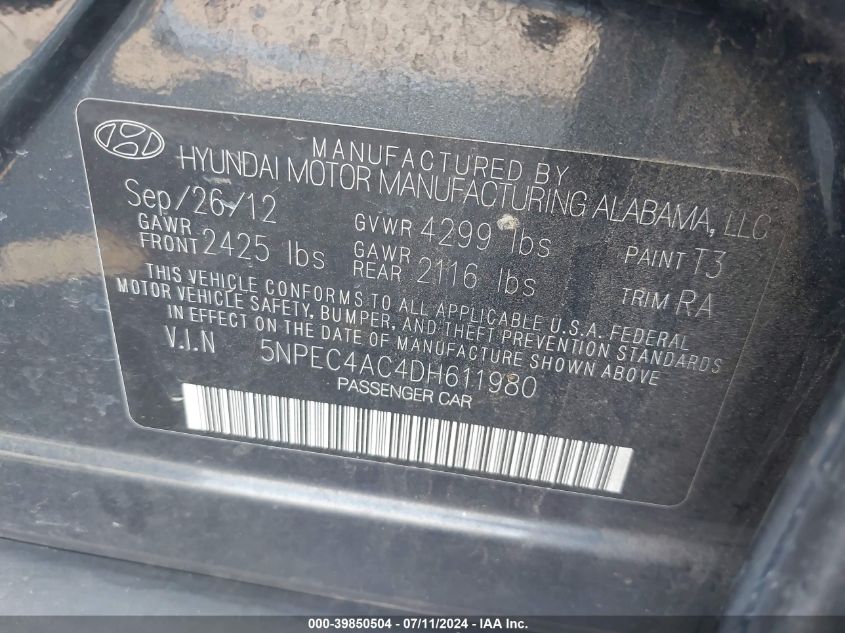 MANUFACTURED BY
HYUNDAI MOTOR MANUFACTURING ALABAMA, LLC
Sep/26/12 GVWR 4299 lbs PAINT T3
GAWR FRONT 2425 lbs GAWR REAR 2116 lbs TRIM RA
THIS VEHICLE CONFORMS TO ALL APPLICABLE U.S.A. FEDERAL
MOTOR VEHICLE SAFETY, BUMPER, AND THEFT PREVENTION STANDARDS
IN EFFECT ON THE DATE OF MANUFACTURE SHOWN ABOVE
V.I.N 5NPEC4AC4DH611980
PASSENGER CAR
000-39850504 - 07/11/2024 - IAAI.COM